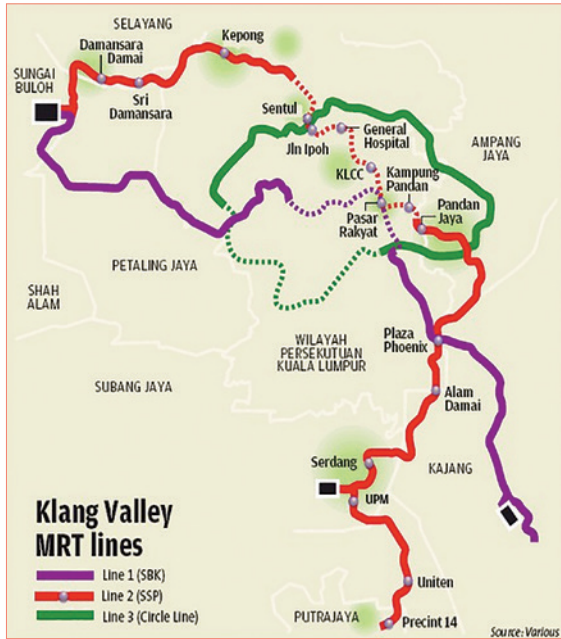 SELAYANG
Damansara
Damai
Kepong
SUNGAI
BULOH
Sri
Damansara
Sentul
General
Hospital
Jln Ipoh
AMPANG
JAYA
KLCC
Kampung
Pandan
Pandan
Jaya
Pasar
Rakyat
PETALING JAYA
SHAH
ALAM
WILAYAH
PERSEKUTUAN
KUALA LUMPUR
Plaza
Phoenix
SUBANG JAYA
Alam
Damai
Serdang
KAJANG
UPM
Klang Valley
MRT lines
Line 1 (SBK)
Line 2 (SSP)
Line 3 (Circle Line)
Uniten
PUTRAJAYA
Precint 14
Source: Various